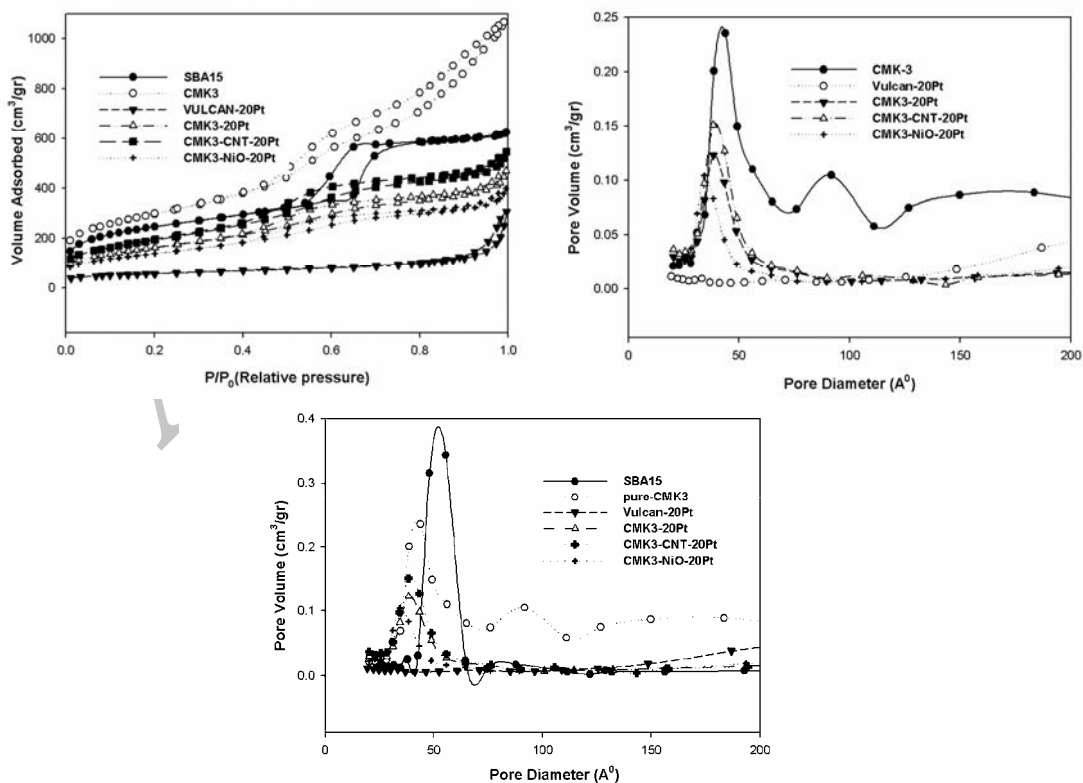 Volume Adsorbed (cm³/gr)
1000
800
600
400
200
0
SBA15
CMK3
VULCAN-20Pt
CMK3-20Pt
CMK3-CNT-20Pt
CMK3-NiO-20Pt
0.0 0.2 0.4 0.6 0.8 1.0
P/P₀(Relative pressure)
Pore Volume (cm³/gr)
0.25
0.20
0.15
0.10
0.05
0.00
CMK-3
Vulcan-20Pt
CMK3-20Pt
CMK3-CNT-20Pt
CMK3-NiO-20Pt
0 50 100 150 200
Pore Diameter (A⁰)
Pore Volume (cm³/gr)
0.4
0.3
0.2
0.1
0.0
SBA15
pure-CMK3
Vulcan-20Pt
CMK3-20Pt
CMK3-CNT-20Pt
CMK3-NiO-20Pt
0 50 100 150 200
Pore Diameter (A⁰)